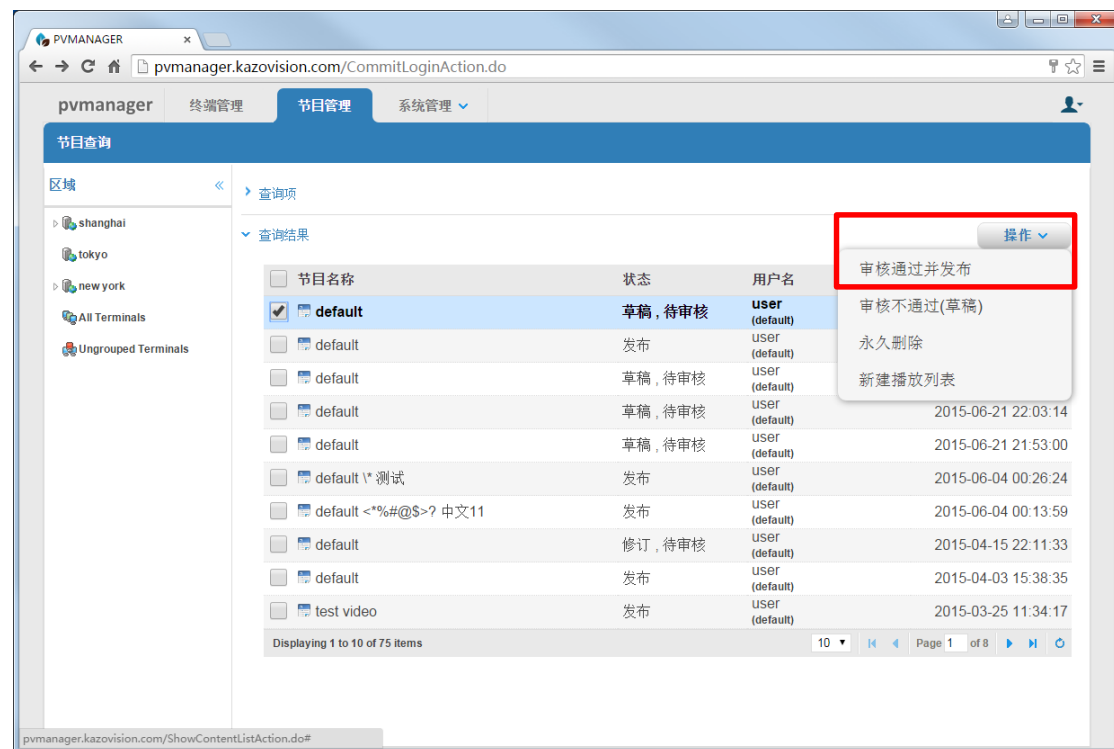 PVMANAGER
pvmanager.kazovision.com/CommitLoginAction.do
pvmanager 终端管理 节目管理 系统管理
节目查询
区域
查询项
shanghai
查询结果
操作
tokyo
审核通过并发布
节目名称 状态 用户名
new york
审核不通过(草稿)
default 草稿 , 待审核 user
(default)
All Terminals
永久删除
default 发布 user
(default)
Ungrouped Terminals
新建播放列表
default 草稿 , 待审核 user
(default)
default 草稿 , 待审核 user 2015-06-21 22:03:14
(default)
default 草稿 , 待审核 user 2015-06-21 21:53:00
(default)
default \* 测试 发布 user 2015-06-04 00:26:24
(default)
default <*%#@$>? 中文11 发布 user 2015-06-04 00:13:59
(default)
default 修订 , 待审核 user 2015-04-15 22:11:33
(default)
default 发布 user 2015-04-03 15:38:35
(default)
test video 发布 user 2015-03-25 11:34:17
(default)
Displaying 1 to 10 of 75 items 10 Page 1 of 8
pvmanager.kazovision.com/ShowContentListAction.do#